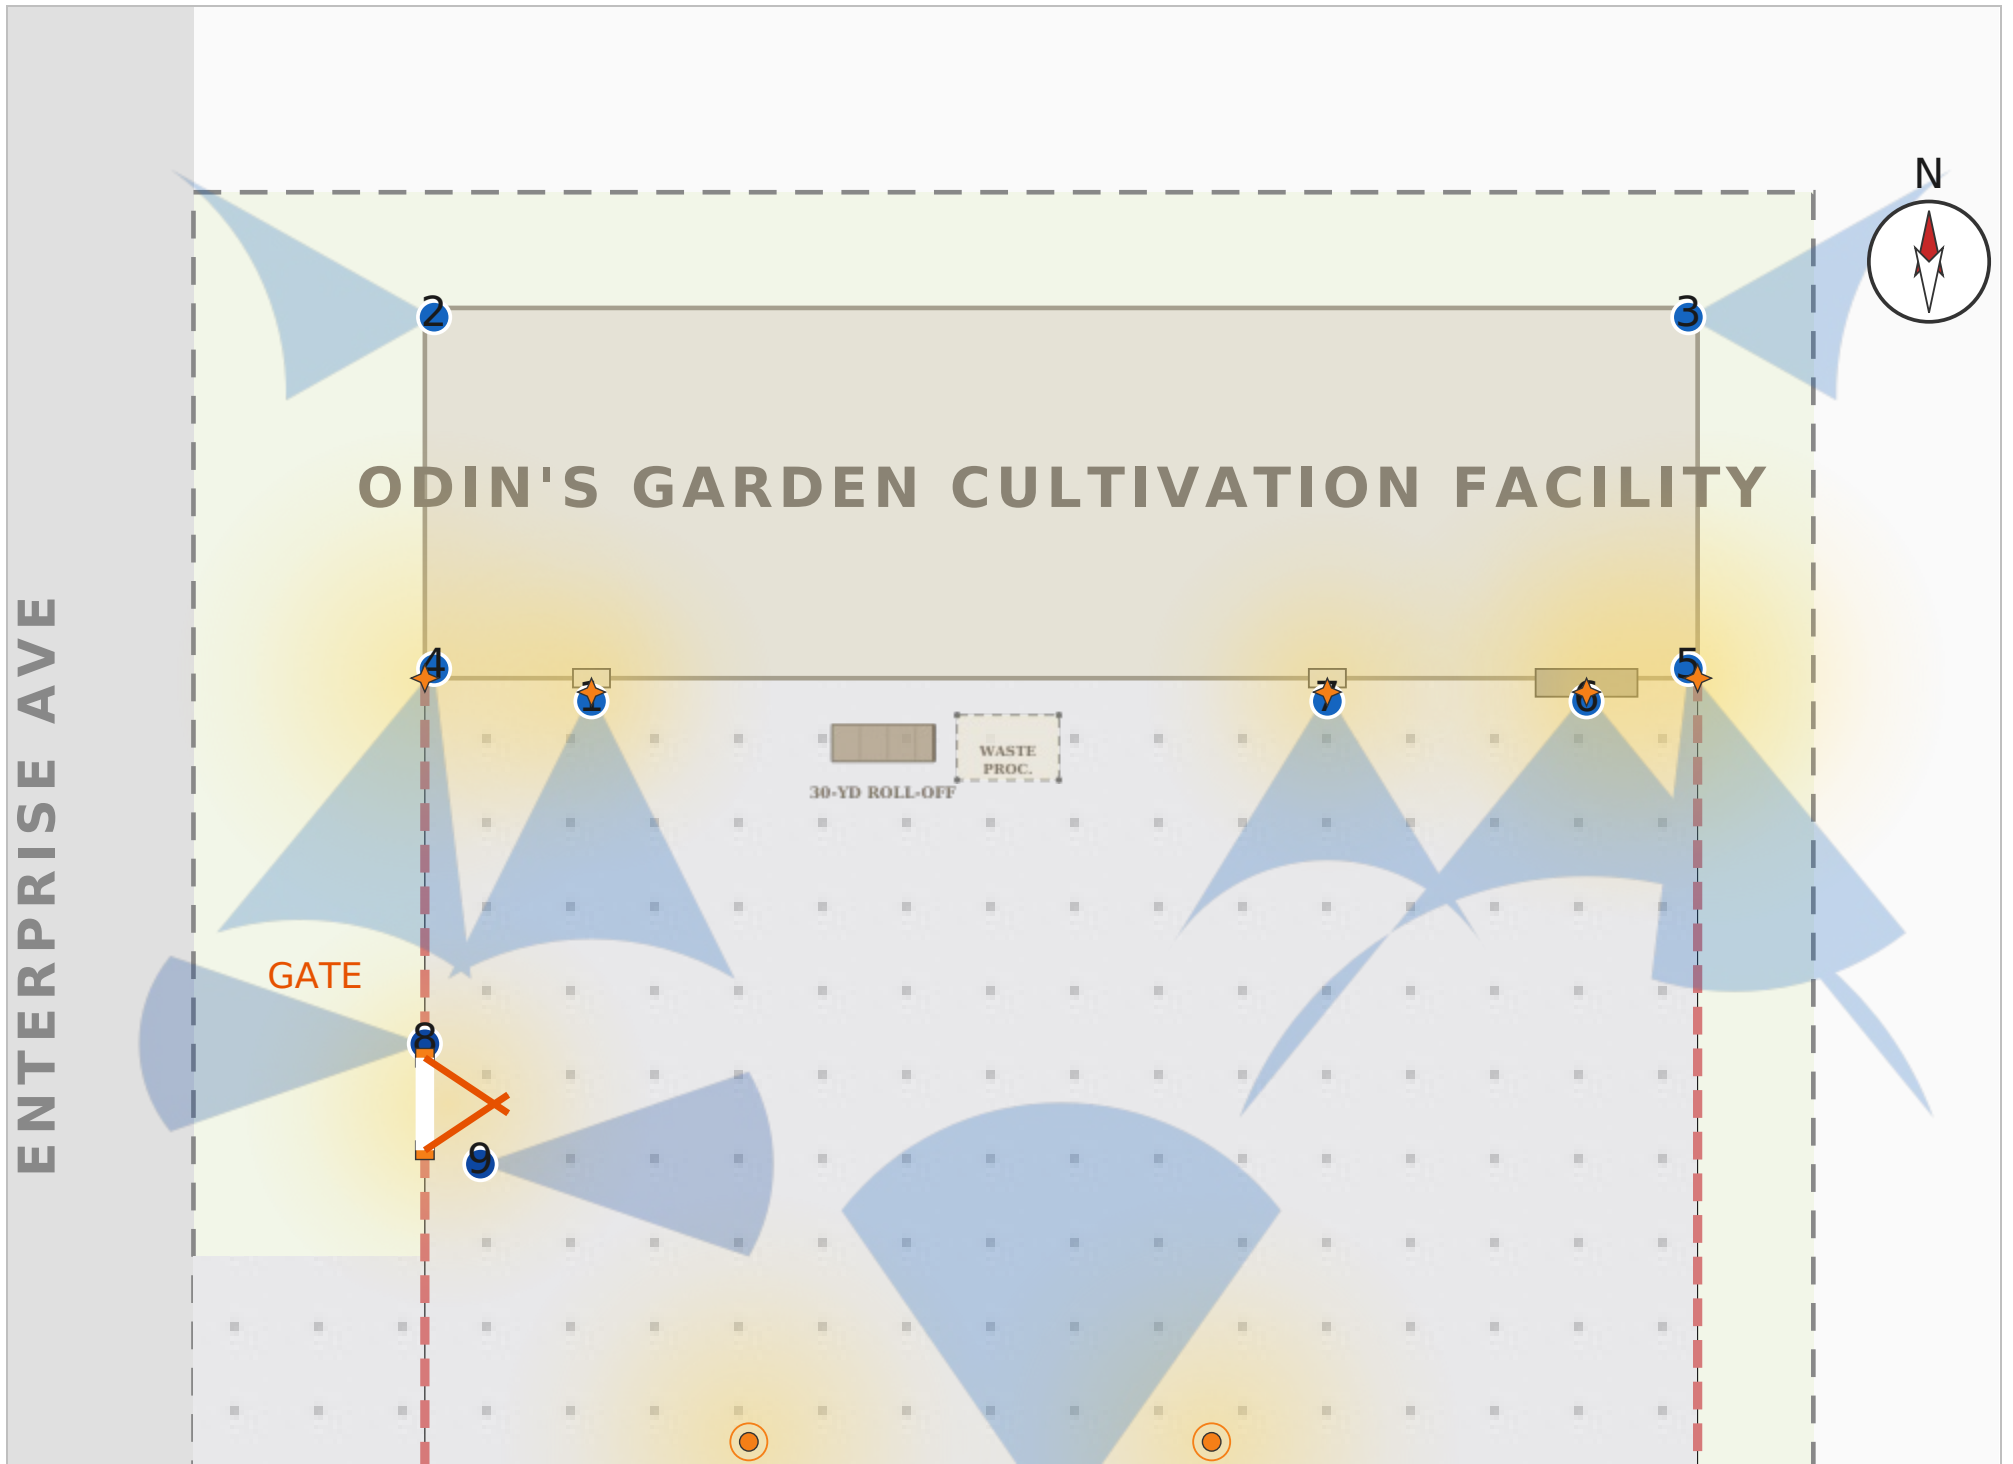 N
2
3
ODIN'S GARDEN CULTIVATION FACILITY
ENTERPRISE AVE
4
5
1
7
6
WASTE
PROC.
30-YD ROLL-OFF
GATE
8
9